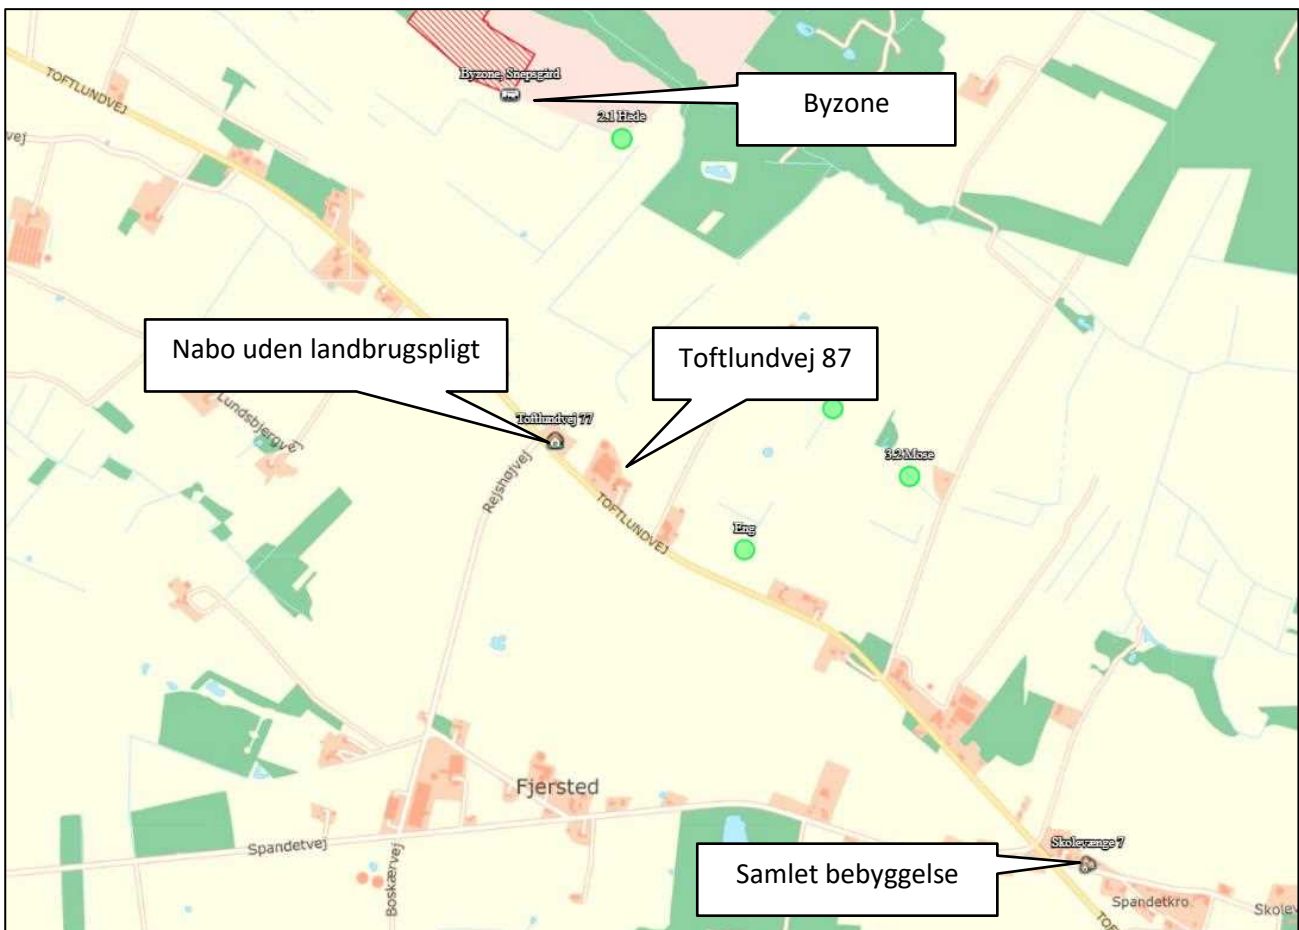 TOFTLUNDVEJ
Byzone, Snepsgård
Byzone
2.1 Hede
vej
Nabo uden landbrugspligt
Toftlundvej 87
Lundsbjergvej
Toftlundvej 77
Rejshøjvej
3.2 Mose
TOFTLUNDVEJ
Eng
Fjersted
Spandetvej
Boskærvej
Skolevænge 7
Samlet bebyggelse
Spandetkro
Skolev
TOF